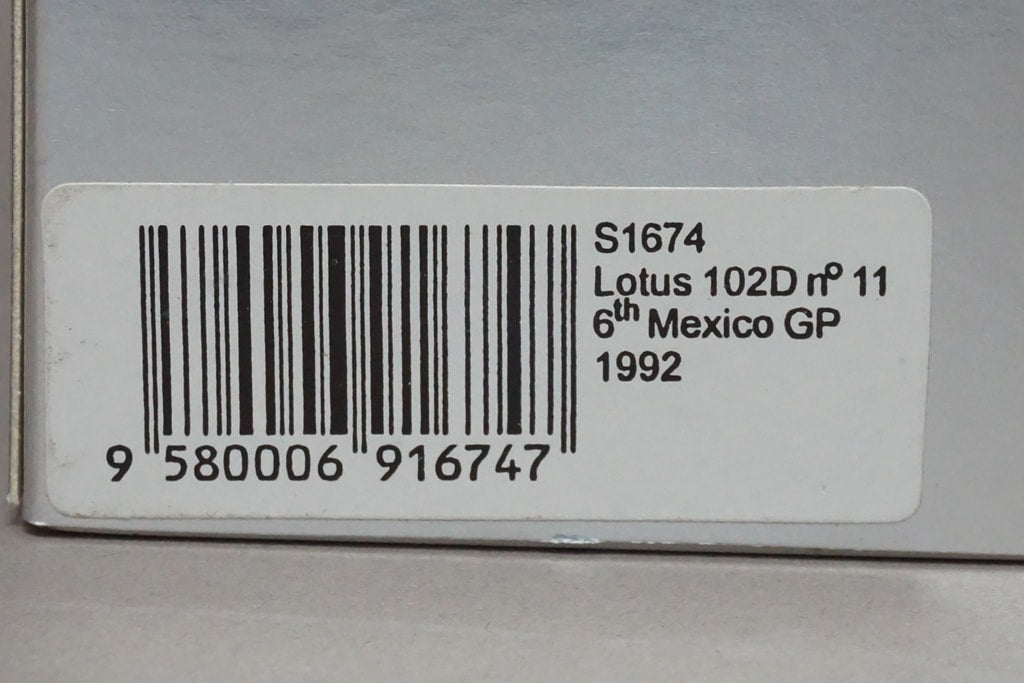 S1674
Lotus 102D nº 11
6th Mexico GP
1992
9 580006 916747